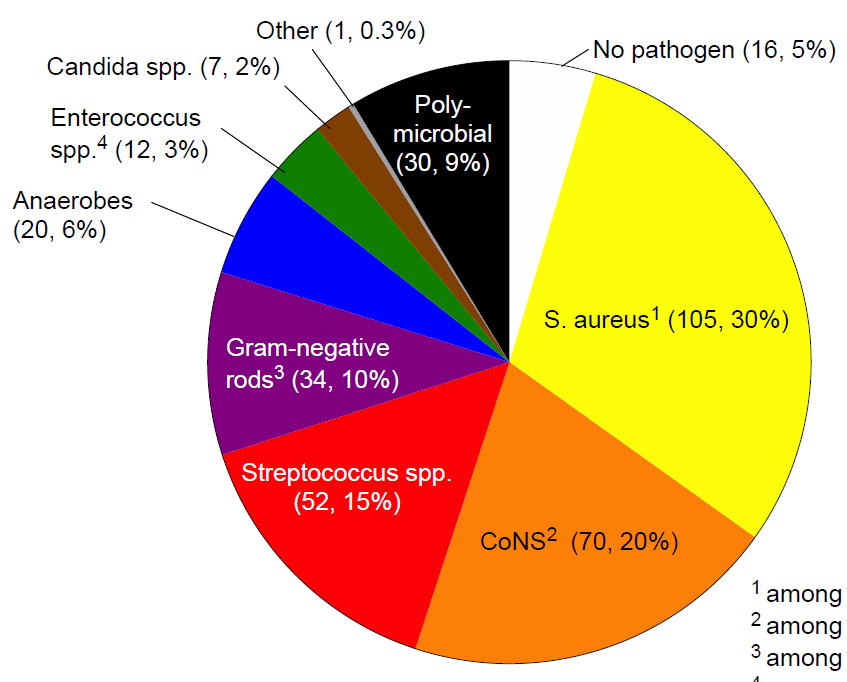 Other (1, 0.3%)
No pathogen (16, 5%)
Candida spp. (7, 2%)
Poly-
microbial
(30, 9%)
Enterococcus
spp.⁴ (12, 3%)
Anaerobes
(20, 6%)
S. aureus¹ (105, 30%)
Gram-negative
rods³ (34, 10%)
Streptococcus spp.
(52, 15%)
CoNS² (70, 20%)
¹ among
² among
³ among